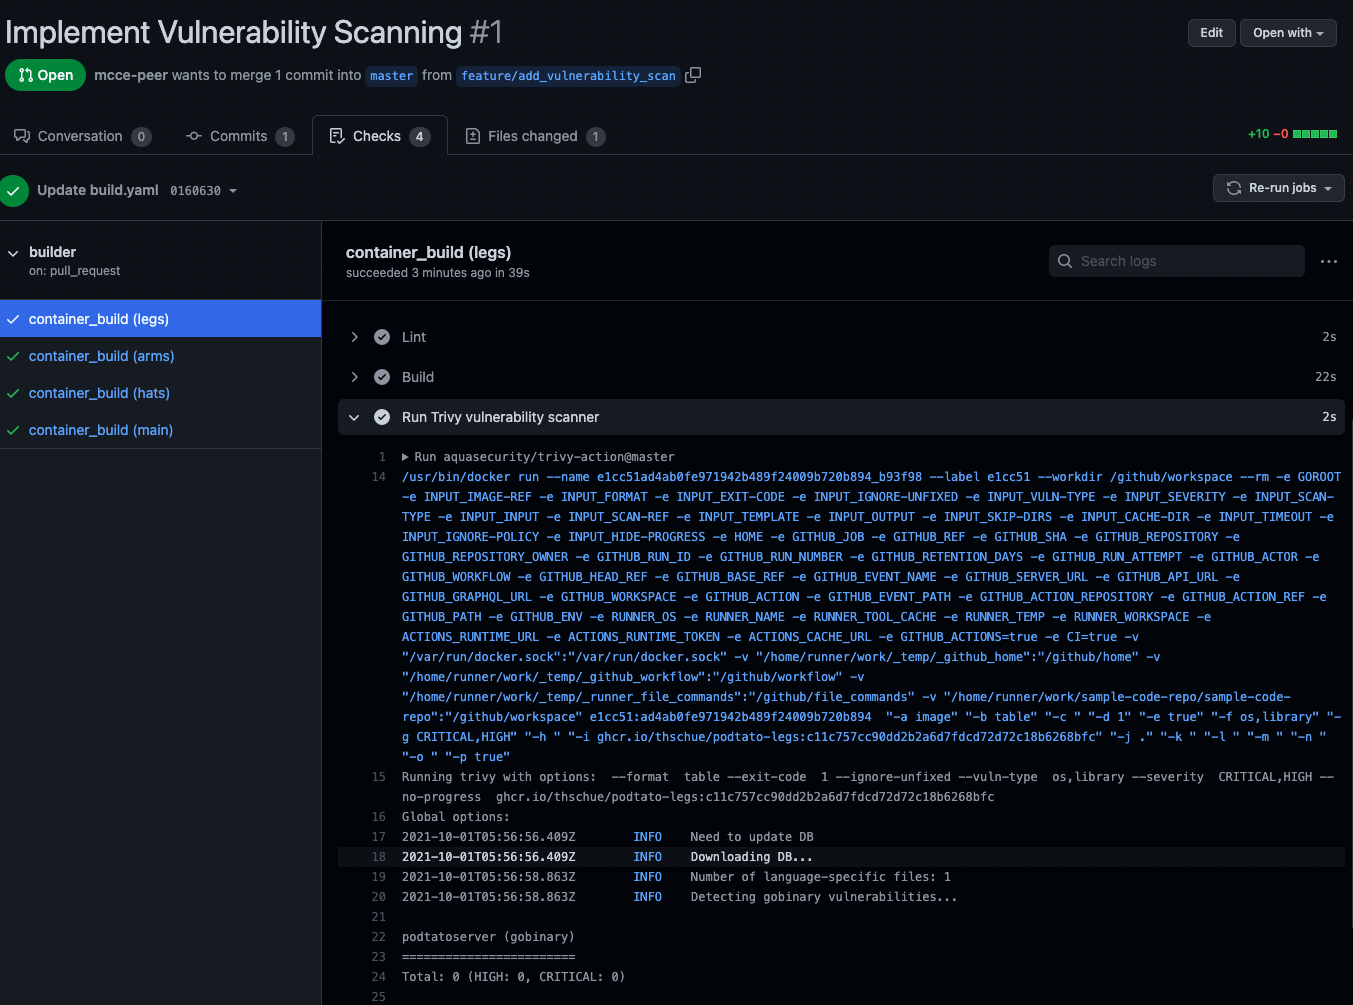 Implement Vulnerability Scanning #1
Edit
Open with
Open
mcce-peer wants to merge 1 commit into master from feature/add_vulnerability_scan
Conversation 0
Commits 1
Checks 4
Files changed 1
+10 −0
Update build.yaml 0160630
Re-run jobs
builder
on: pull_request
container_build (legs)
container_build (arms)
container_build (hats)
container_build (main)
container_build (legs)
succeeded 3 minutes ago in 39s
Search logs
Lint 2s
Build 22s
Run Trivy vulnerability scanner 2s
1 Run aquasecurity/trivy-action@master
14 /usr/bin/docker run --name e1cc51ad4ab0fe971942b489f24009b720b894_b93f98 --label e1cc51 --workdir /github/workspace --rm -e GOROOT
-e INPUT_IMAGE-REF -e INPUT_FORMAT -e INPUT_EXIT-CODE -e INPUT_IGNORE-UNFIXED -e INPUT_VULN-TYPE -e INPUT_SEVERITY -e INPUT_SCAN-
TYPE -e INPUT_INPUT -e INPUT_SCAN-REF -e INPUT_TEMPLATE -e INPUT_OUTPUT -e INPUT_SKIP-DIRS -e INPUT_CACHE-DIR -e INPUT_TIMEOUT -e
INPUT_IGNORE-POLICY -e INPUT_HIDE-PROGRESS -e HOME -e GITHUB_JOB -e GITHUB_REF -e GITHUB_SHA -e GITHUB_REPOSITORY -e
GITHUB_REPOSITORY_OWNER -e GITHUB_RUN_ID -e GITHUB_RUN_NUMBER -e GITHUB_RETENTION_DAYS -e GITHUB_RUN_ATTEMPT -e GITHUB_ACTOR -e
GITHUB_WORKFLOW -e GITHUB_HEAD_REF -e GITHUB_BASE_REF -e GITHUB_EVENT_NAME -e GITHUB_SERVER_URL -e GITHUB_API_URL -e
GITHUB_GRAPHQL_URL -e GITHUB_WORKSPACE -e GITHUB_ACTION -e GITHUB_EVENT_PATH -e GITHUB_ACTION_REPOSITORY -e GITHUB_ACTION_REF -e
GITHUB_PATH -e GITHUB_ENV -e RUNNER_OS -e RUNNER_NAME -e RUNNER_TOOL_CACHE -e RUNNER_TEMP -e RUNNER_WORKSPACE -e
ACTIONS_RUNTIME_URL -e ACTIONS_RUNTIME_TOKEN -e ACTIONS_CACHE_URL -e GITHUB_ACTIONS=true -e CI=true -v
"/var/run/docker.sock":"/var/run/docker.sock" -v "/home/runner/work/_temp/_github_home":"/github/home" -v
"/home/runner/work/_temp/_github_workflow":"/github/workflow" -v
"/home/runner/work/_temp/_runner_file_commands":"/github/file_commands" -v "/home/runner/work/sample-code-repo/sample-code-
repo":"/github/workspace" e1cc51:ad4ab0fe971942b489f24009b720b894  "-a image" "-b table" "-c " "-d 1" "-e true" "-f os,library" "-
g CRITICAL,HIGH" "-h " "-i ghcr.io/thschue/podtato-legs:c11c757cc90dd2b2a6d7fdcd72d72c18b6268bfc" "-j ." "-k " "-l " "-m " "-n "
"-o " "-p true"
15 Running trivy with options:  --format  table --exit-code  1 --ignore-unfixed --vuln-type  os,library --severity  CRITICAL,HIGH --
no-progress  ghcr.io/thschue/podtato-legs:c11c757cc90dd2b2a6d7fdcd72d72c18b6268bfc
16 Global options:
17 2021-10-01T05:56:56.409Z INFO Need to update DB
18 2021-10-01T05:56:56.409Z INFO Downloading DB...
19 2021-10-01T05:56:58.863Z INFO Number of language-specific files: 1
20 2021-10-01T05:56:58.863Z INFO Detecting gobinary vulnerabilities...
21
22 podtatoserver (gobinary)
23 ========================
24 Total: 0 (HIGH: 0, CRITICAL: 0)
25